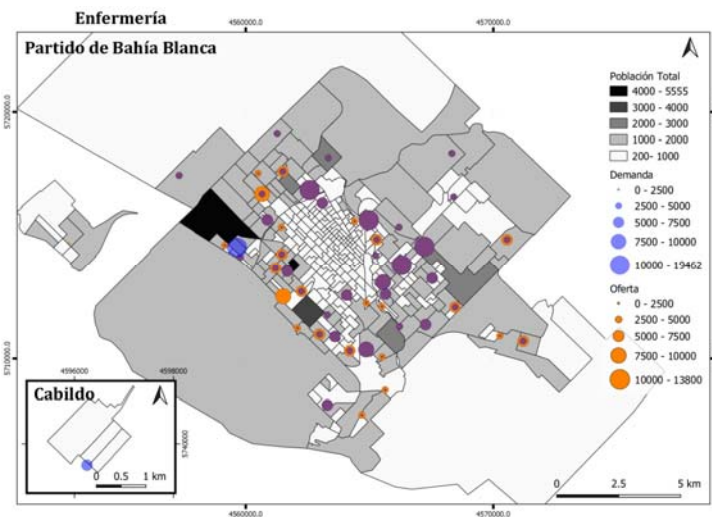 Enfermería
4560000
4570000
Partido de Bahía Blanca
Población Total
4000 - 5555
3000 - 4000
2000 - 3000
1000 - 2000
200- 1000
Demanda
0 - 2500
2500 - 5000
5000 - 7500
7500 - 10000
10000 - 19462
Oferta
0 - 2500
2500 - 5000
5000 - 7500
7500 - 10000
10000 - 13800
5720000.0
5710000.0
4596000
4598000
Cabildo
5740000
0 0.5 1 km
0 2.5 5 km
4560000.0
4570000.0